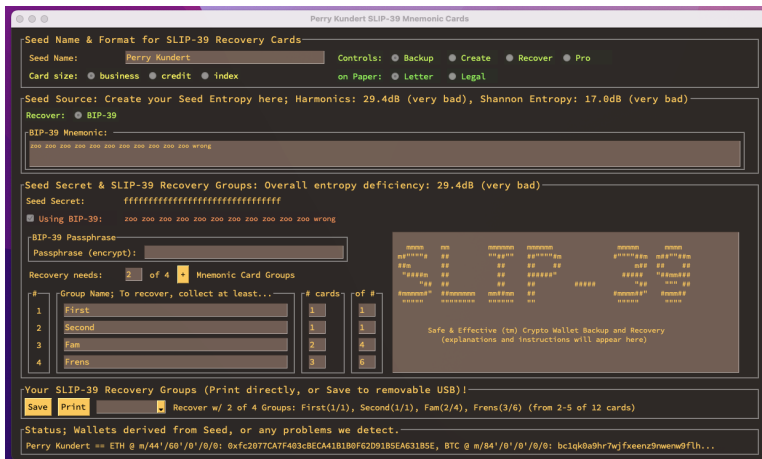 Perry Kundert SLIP-39 Mnemonic Cards
Seed Name & Format for SLIP-39 Recovery Cards
Seed Name: Perry Kundert Controls: Backup Create Recover Pro
Card size: business credit index on Paper: Letter Legal
Seed Source: Create your Seed Entropy here; Harmonics: 29.4dB (very bad), Shannon Entropy: 17.0dB (very bad)
Recover: BIP-39
BIP-39 Mnemonic:
zoo zoo zoo zoo zoo zoo zoo zoo zoo zoo zoo wrong
Seed Secret & SLIP-39 Recovery Groups: Overall entropy deficiency: 29.4dB (very bad)
Seed Secret: ffffffffffffffffffffffffffffffff
Using BIP-39: zoo zoo zoo zoo zoo zoo zoo zoo zoo zoo zoo wrong
BIP-39 Passphrase
Passphrase (encrypt):
Recovery needs: 2 of 4 + Mnemonic Card Groups
# Group Name; To recover, collect at least... # cards of #
1 First 1 1
2 Second 1 1
3 Fam 2 4
4 Frens 3 6
SLIP-39
Safe & Effective (tm) Crypto Wallet Backup and Recovery
(explanations and instructions will appear here)
Your SLIP-39 Recovery Groups (Print directly, or Save to removable USB)!
Save Print Recover w/ 2 of 4 Groups: First(1/1), Second(1/1), Fam(2/4), Frens(3/6) (from 2-5 of 12 cards)
Status; Wallets derived from Seed, or any problems we detect.
Perry Kundert == ETH @ m/44'/60'/0'/0/0: 0xfc2077CA7F403cBECA41B1B0F62D91B5EA631B5E, BTC @ m/84'/0'/0'/0/0: bc1qk0a9hr7wjfxeenz9nwenw9flh...